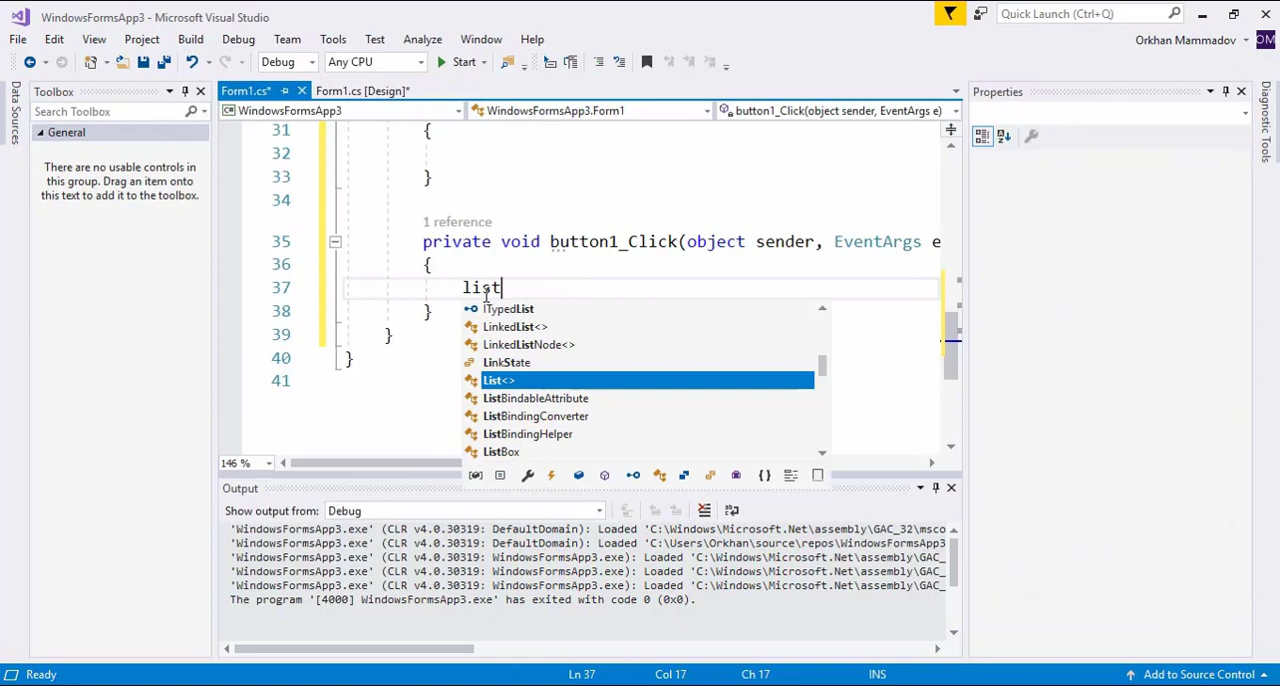 WindowsFormsApp3 - Microsoft Visual Studio
Quick Launch (Ctrl+Q)
File Edit View Project Build Debug Team Tools Test Analyze Window Help
Orkhan Mammadov
OM
Debug Any CPU Start
Data Sources
Toolbox
Form1.cs* Form1.cs [Design]*
Properties
Diagnostic Tools
Search Toolbox
WindowsFormsApp3 WindowsFormsApp3.Form1 button1_Click(object sender, EventArgs e)
General
There are no usable controls in
this group. Drag an item onto
this text to add it to the toolbox.
31 {
32
33 }
34
1 reference
35 private void button1_Click(object sender, EventArgs e
36 {
37 list
38 }
39 }
40 }
41
ITypedList
LinkedList<>
LinkedListNode<>
LinkState
List<>
ListBindableAttribute
ListBindingConverter
ListBindingHelper
ListBox
146 %
Output
Show output from: Debug
'WindowsFormsApp3.exe' (CLR v4.0.30319: DefaultDomain): Loaded 'C:\Windows\Microsoft.Net\assembly\GAC_32\msco
'WindowsFormsApp3.exe' (CLR v4.0.30319: DefaultDomain): Loaded 'C:\Users\Orkhan\source\repos\WindowsFormsApp3
'WindowsFormsApp3.exe' (CLR v4.0.30319: WindowsFormsApp3.exe): Loaded 'C:\Windows\Microsoft.Net\assembly\GAC_
'WindowsFormsApp3.exe' (CLR v4.0.30319: WindowsFormsApp3.exe): Loaded 'C:\Windows\Microsoft.Net\assembly\GAC_
'WindowsFormsApp3.exe' (CLR v4.0.30319: WindowsFormsApp3.exe): Loaded 'C:\Windows\Microsoft.Net\assembly\GAC_
The program '[4000] WindowsFormsApp3.exe' has exited with code 0 (0x0).
Ready Ln 37 Col 17 Ch 17 INS Add to Source Control